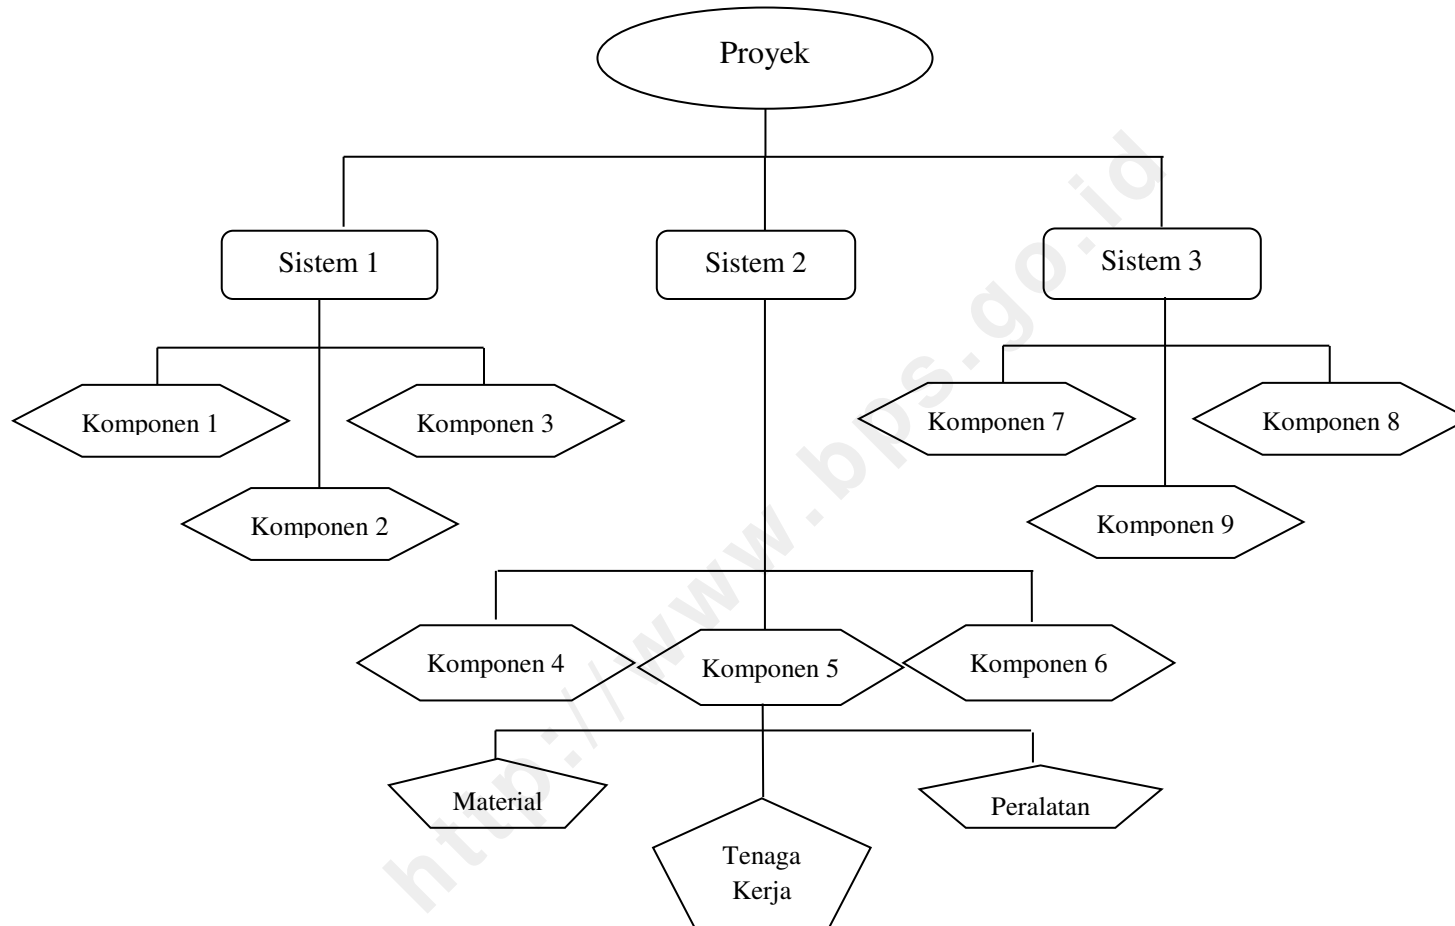 Proyek
Sistem 1
Sistem 2
Sistem 3
Komponen 1
Komponen 3
Komponen 7
Komponen 8
Komponen 2
Komponen 9
Komponen 4
Komponen 5
Komponen 6
Material
Peralatan
Tenaga
Kerja
http://www.bps.go.id